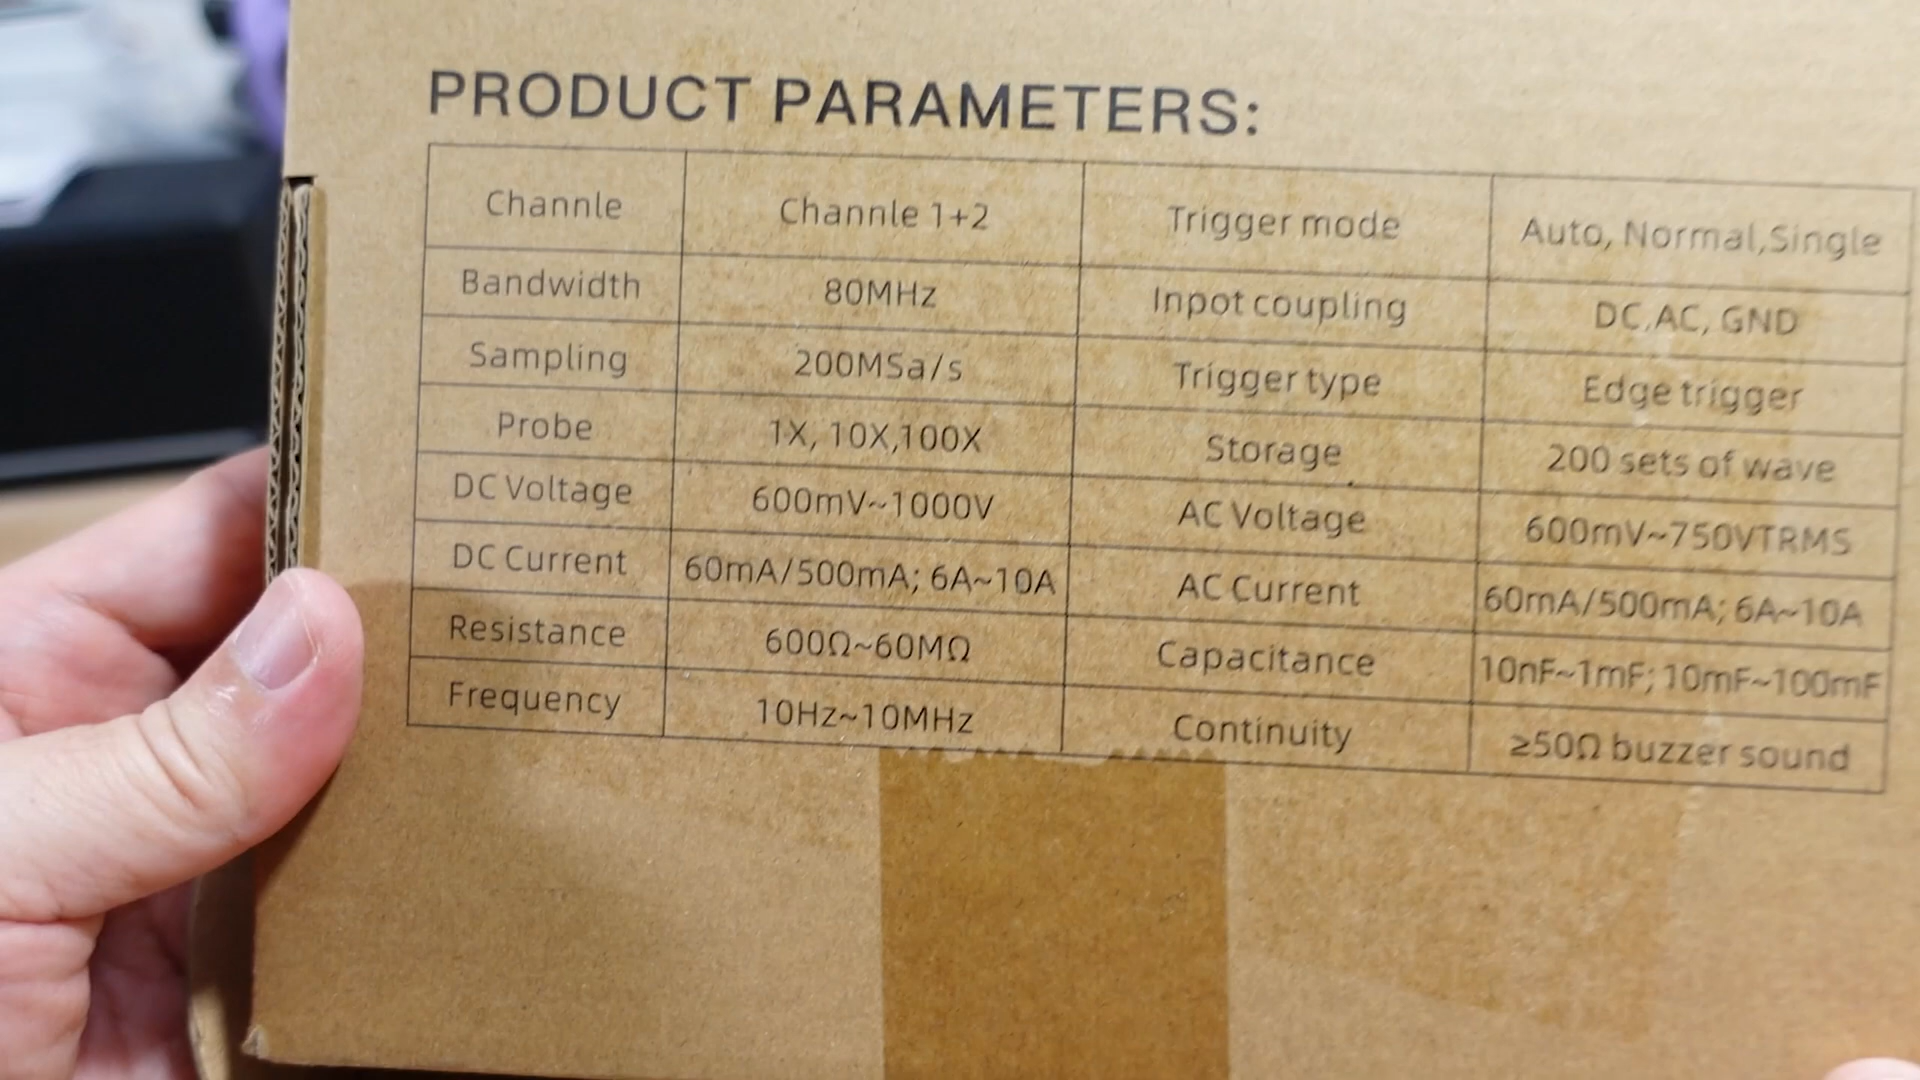 PRODUCT PARAMETERS:
Channle Channle 1+2 Trigger mode Auto, Normal,Single
Bandwidth 80MHz Inpot coupling DC,AC, GND
Sampling 200MSa/s Trigger type Edge trigger
Probe 1X, 10X,100X Storage 200 sets of wave
DC Voltage 600mV~1000V AC Voltage 600mV~750VTRMS
DC Current 60mA/500mA; 6A~10A AC Current 60mA/500mA; 6A~10A
Resistance 600Ω~60MΩ Capacitance 10nF~1mF; 10mF~100mF
Frequency 10Hz~10MHz Continuity ≥50Ω buzzer sound